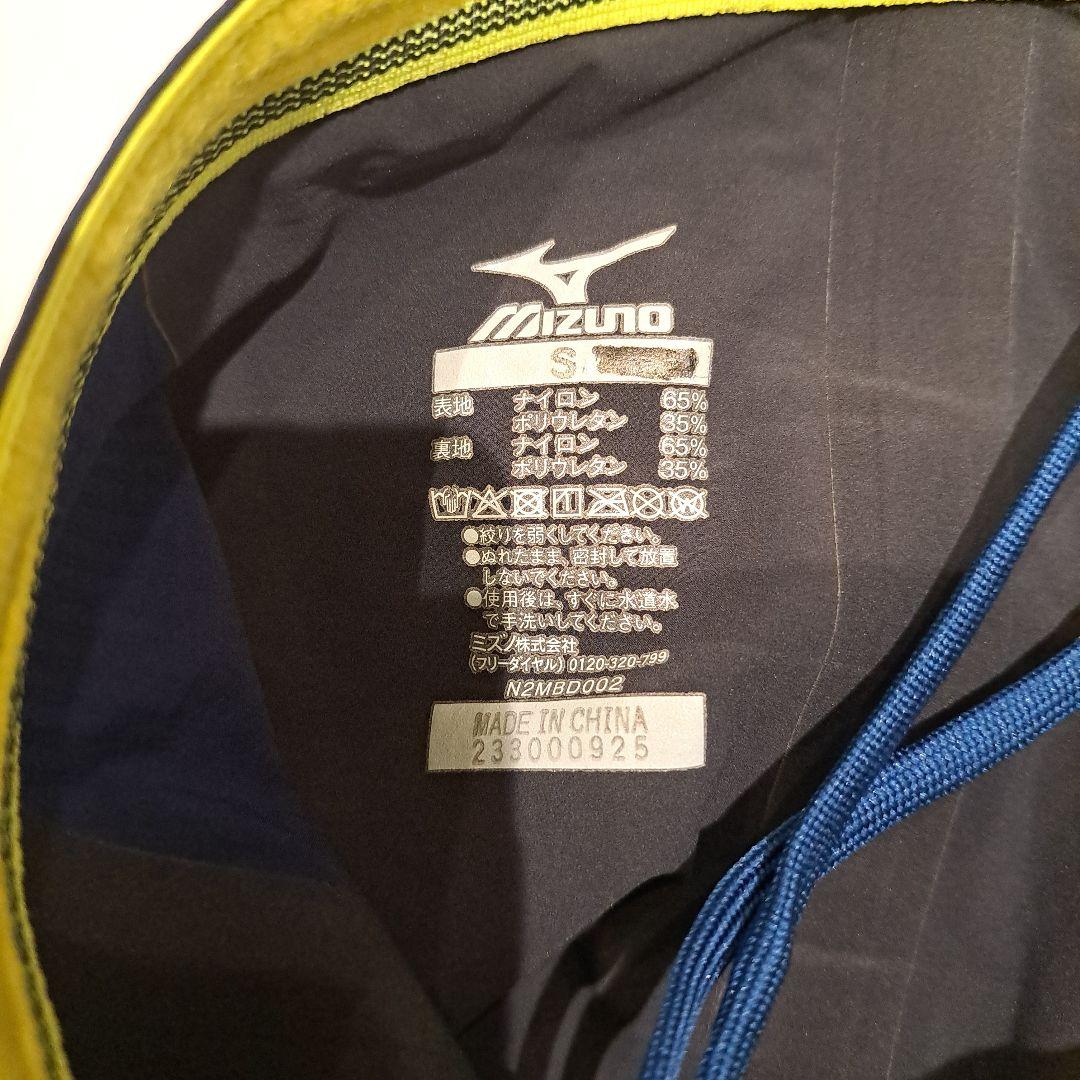 MIZUNO
S
表地 ナイロン 65%
ポリウレタン 35%
裏地 ナイロン 65%
ポリウレタン 35%
●絞りを弱くしてください。
●ぬれたまま、密封して放置
しないでください。
●使用後は、すぐに水道水
で手洗いしてください。
ミズノ株式会社
(フリーダイヤル) 0120-320-799
N2MBD002
MADE IN CHINA
233000925